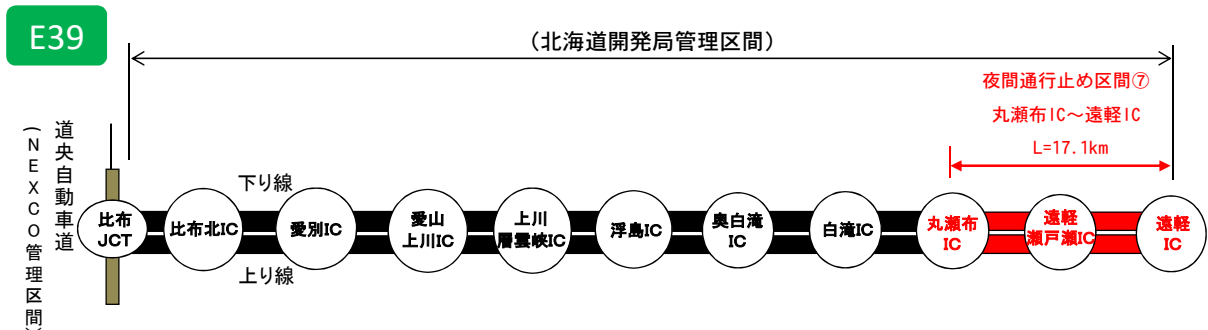 E39
(北海道開発局管理区間)
夜間通行止め区間⑦
丸瀬布IC~遠軽IC
L=17.1km
道央自動車道
(NEXCO管理区間)
下り線
比布
JCT
比布北IC
愛別IC
愛山
上川IC
上川
層雲峡IC
浮島IC
奥白滝
IC
白滝IC
丸瀬布
IC
遠軽
瀬戸瀬IC
遠軽
IC
上り線